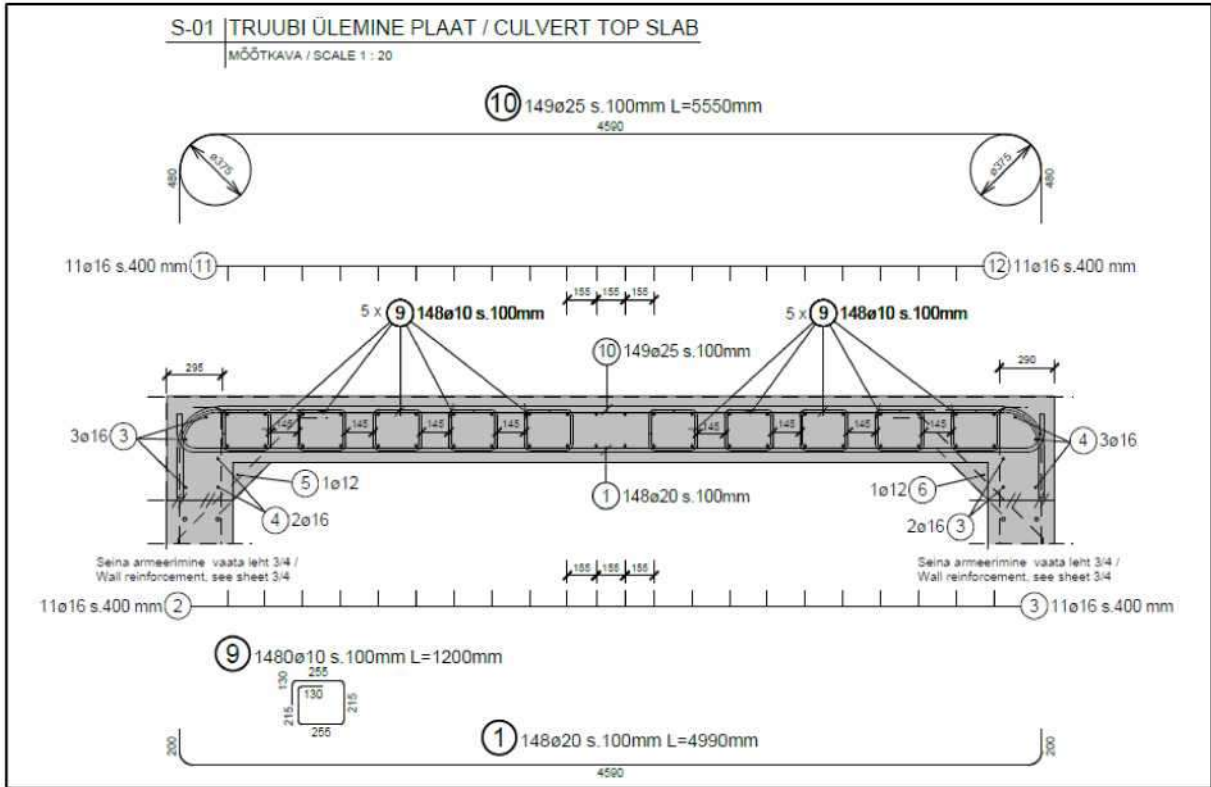 S-01 TRUUBI ÜLEMINE PLAAT / CULVERT TOP SLAB
MÕÕTKAVA / SCALE 1 : 20
10 149ø25 s.100mm L=5550mm
4590
ø375
ø375
480
480
11ø16 s.400 mm 11
12 11ø16 s.400 mm
155 155 155
5 x 9 148ø10 s.100mm
5 x 9 148ø10 s.100mm
295
10 149ø25 s.100mm
290
145 145 145 145
145 145 145 145
3ø16 3
4 3ø16
5 1ø12
1ø12 6
1 148ø20 s.100mm
4 2ø16
2ø16 3
Seina armeerimine vaata leht 3/4 /
Wall reinforcement, see sheet 3/4
Seina armeerimine vaata leht 3/4 /
Wall reinforcement, see sheet 3/4
155 155 155
11ø16 s.400 mm 2
3 11ø16 s.400 mm
9 1480ø10 s.100mm L=1200mm
255
130
130
215
215
255
200
1 148ø20 s.100mm L=4990mm
200
4590